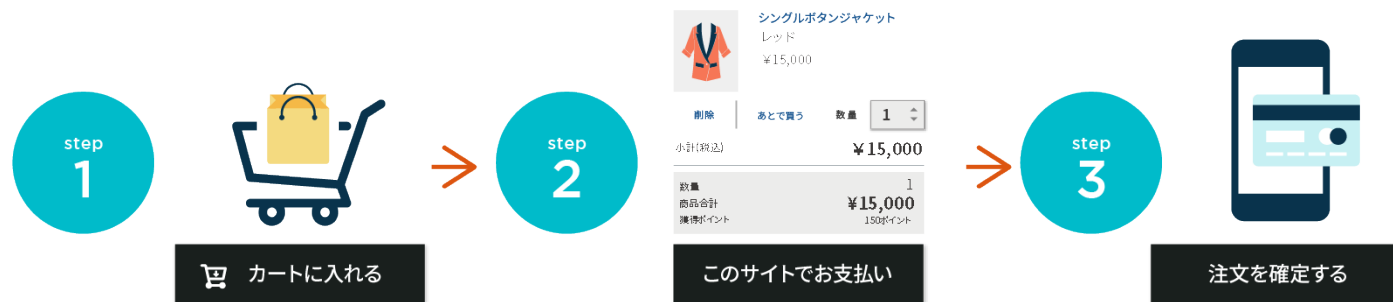 step
1
カートに入れる
step
2
シングルボタンジャケット
レッド
¥15,000
削除 あとで買う 数量 1
小計(税込) ¥15,000
数量 1
商品合計 ¥15,000
獲得ポイント 150ポイント
このサイトでお支払い
step
3
注文を確定する